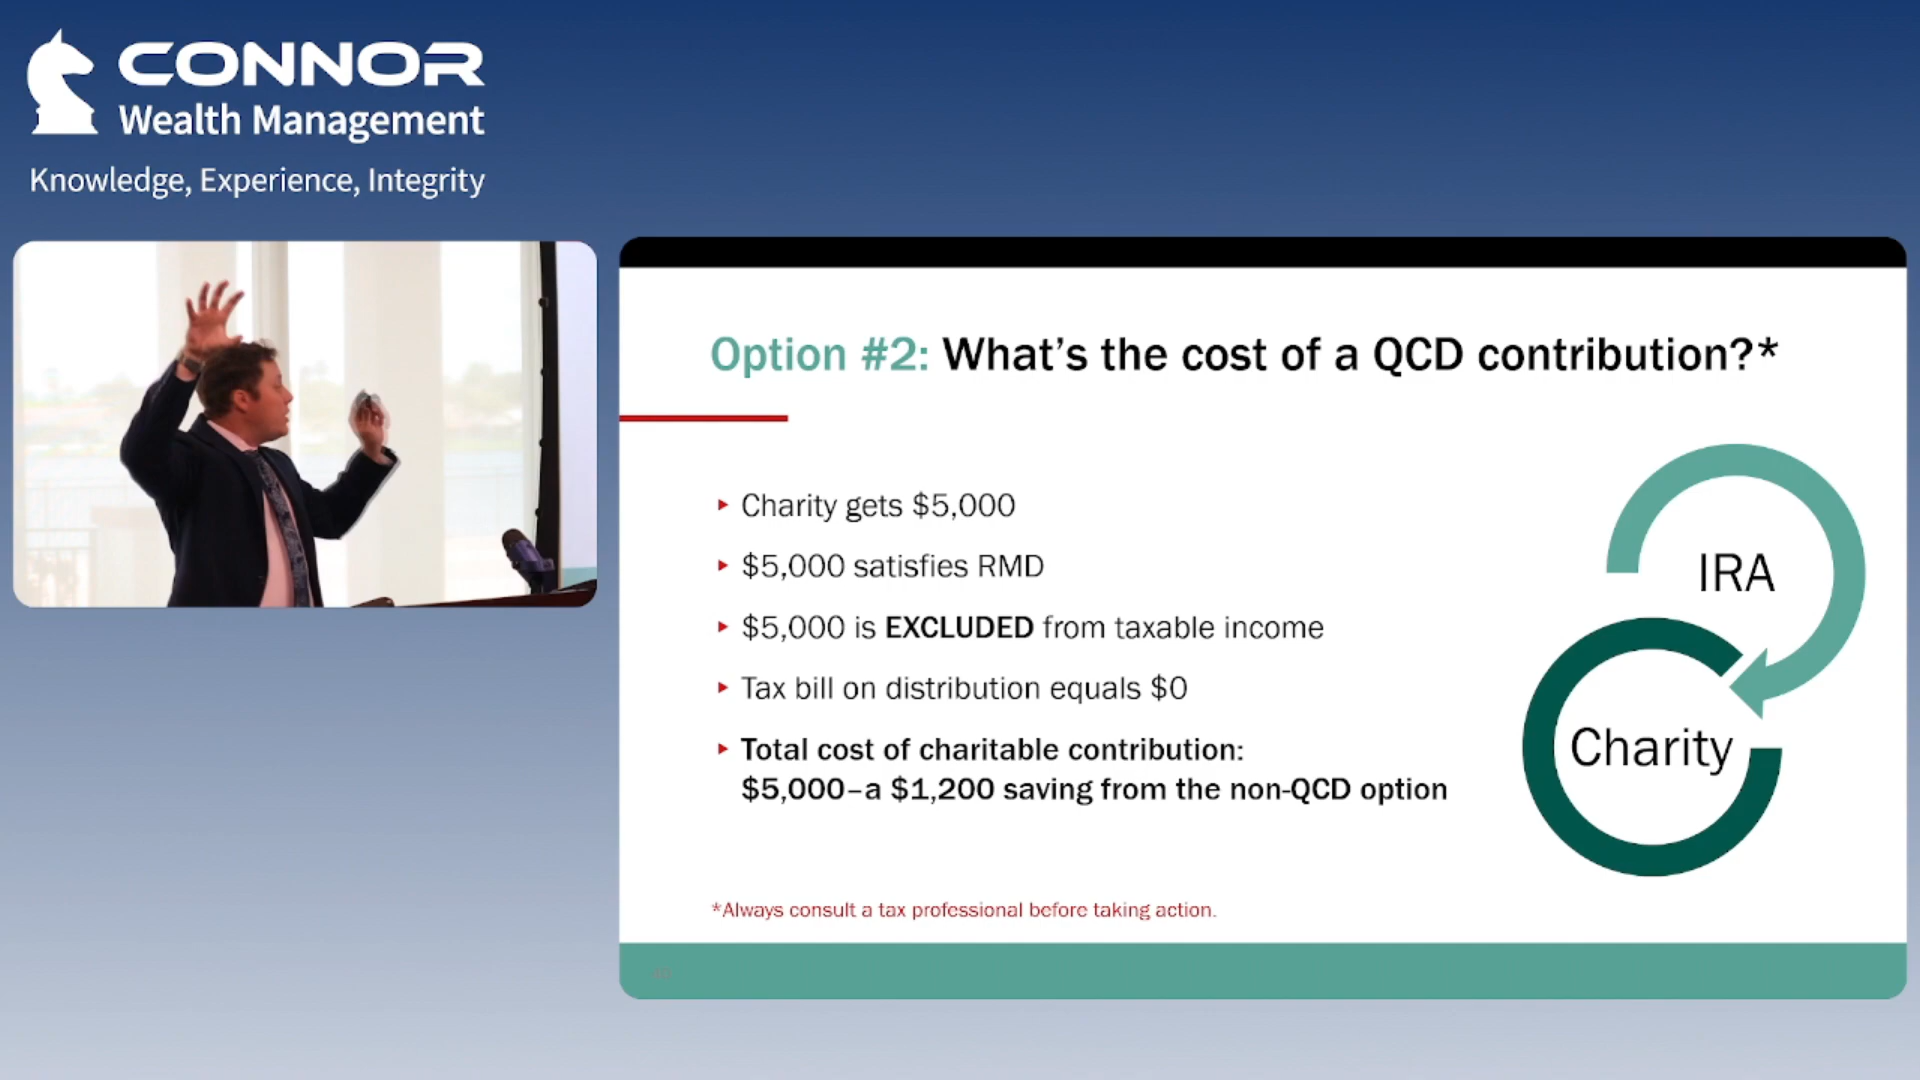 CONNOR
Wealth Management
Knowledge, Experience, Integrity
Option #2: What's the cost of a QCD contribution?*
Charity gets $5,000
$5,000 satisfies RMD
$5,000 is EXCLUDED from taxable income
Tax bill on distribution equals $0
Total cost of charitable contribution:
$5,000–a $1,200 saving from the non-QCD option
IRA
Charity
*Always consult a tax professional before taking action.